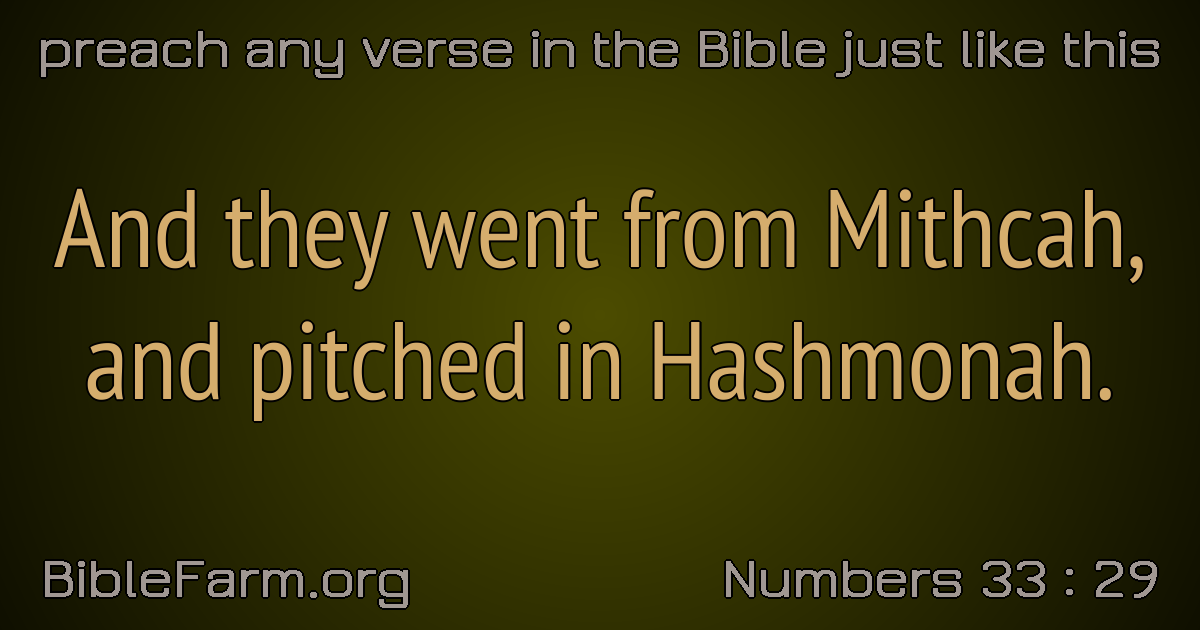 preach any verse in the Bible just like this
And they went from Mithcah,
and pitched in Hashmonah.
BibleFarm.org
Numbers 33 : 29